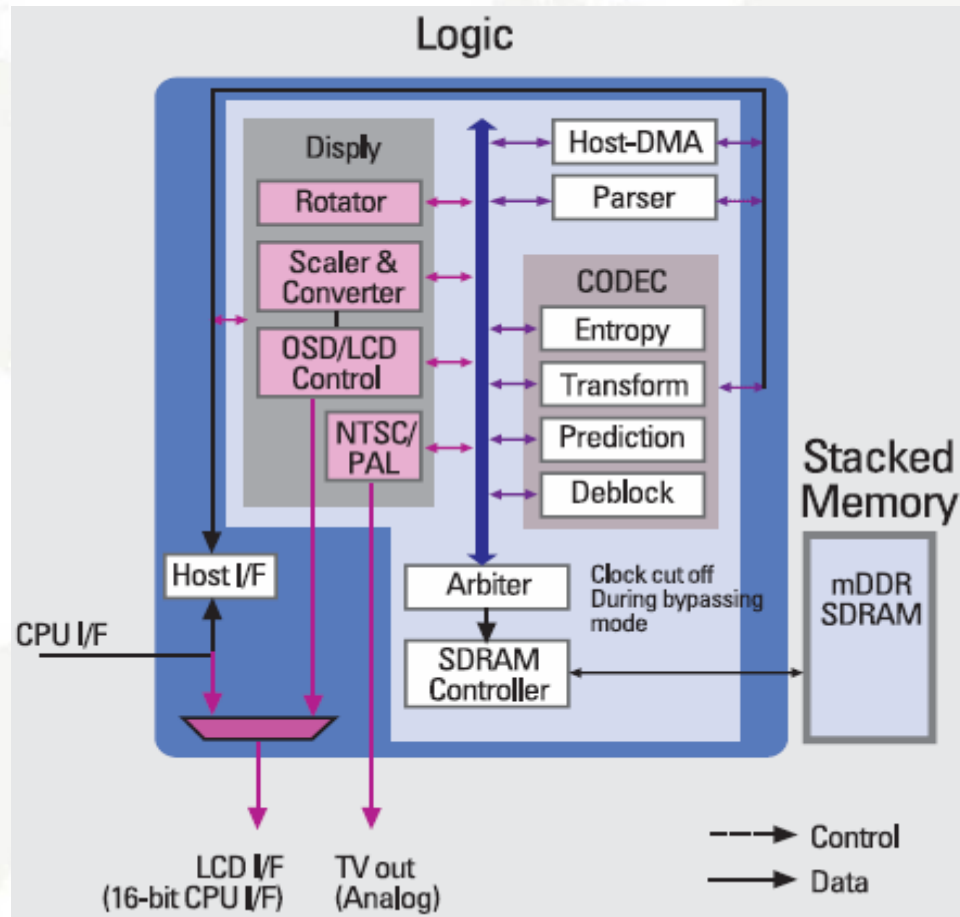 Logic
Disply
Rotator
Scaler &
Converter
OSD/LCD
Control
NTSC/
PAL
Host-DMA
Parser
CODEC
Entropy
Transform
Prediction
Deblock
Stacked
Memory
mDDR
SDRAM
Host I/F
CPU I/F
Arbiter
Clock cut off
During bypassing
mode
SDRAM
Controller
LCD I/F
(16-bit CPU I/F)
TV out
(Analog)
Control
Data